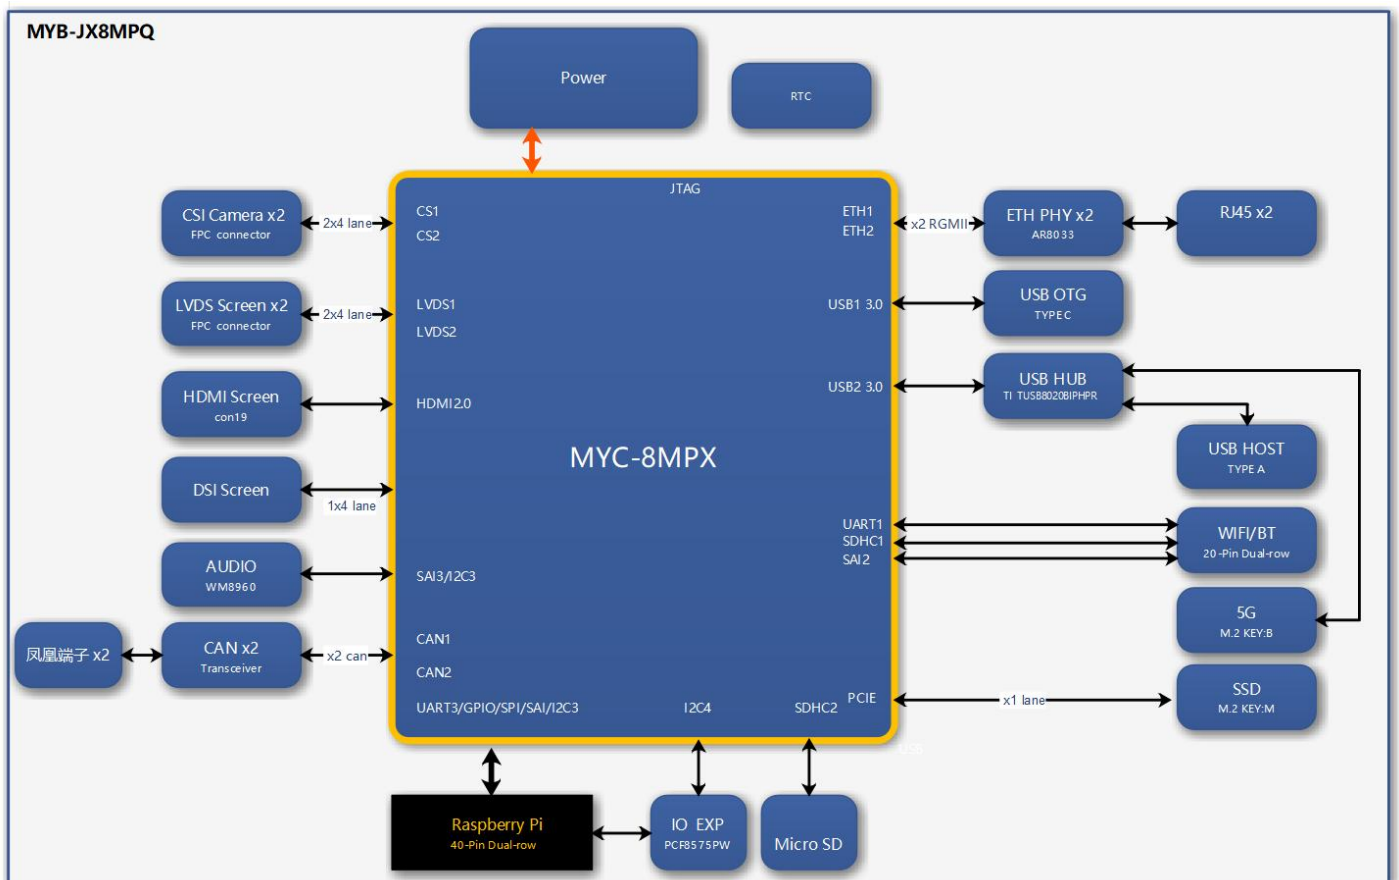 MYB-JX8MPQ
Power
RTC
JTAG
CSI Camera x2
FPC connector
2x4 lane
CS1
CS2
ETH1
ETH2
x2 RGMII
ETH PHY x2
AR8033
RJ45 x2
LVDS Screen x2
FPC connector
2x4 lane
LVDS1
LVDS2
USB1 3.0
USB OTG
TYPEC
HDMI Screen
con19
HDMI2.0
USB2 3.0
USB HUB
TI TUSB8020BIPHPR
MYC-8MPX
USB HOST
TYPE A
DSI Screen
1x4 lane
UART1
SDHC1
SAI2
WIFI/BT
20-Pin Dual-row
AUDIO
WM8960
SAI3/I2C3
5G
M.2 KEY:B
凤凰端子 x2
CAN x2
Transceiver
x2 can
CAN1
CAN2
UART3/GPIO/SPI/SAI/I2C3
I2C4
SDHC2
PCIE
x1 lane
SSD
M.2 KEY:M
USB
Raspberry Pi
40-Pin Dual-row
IO EXP
PCF8575PW
Micro SD